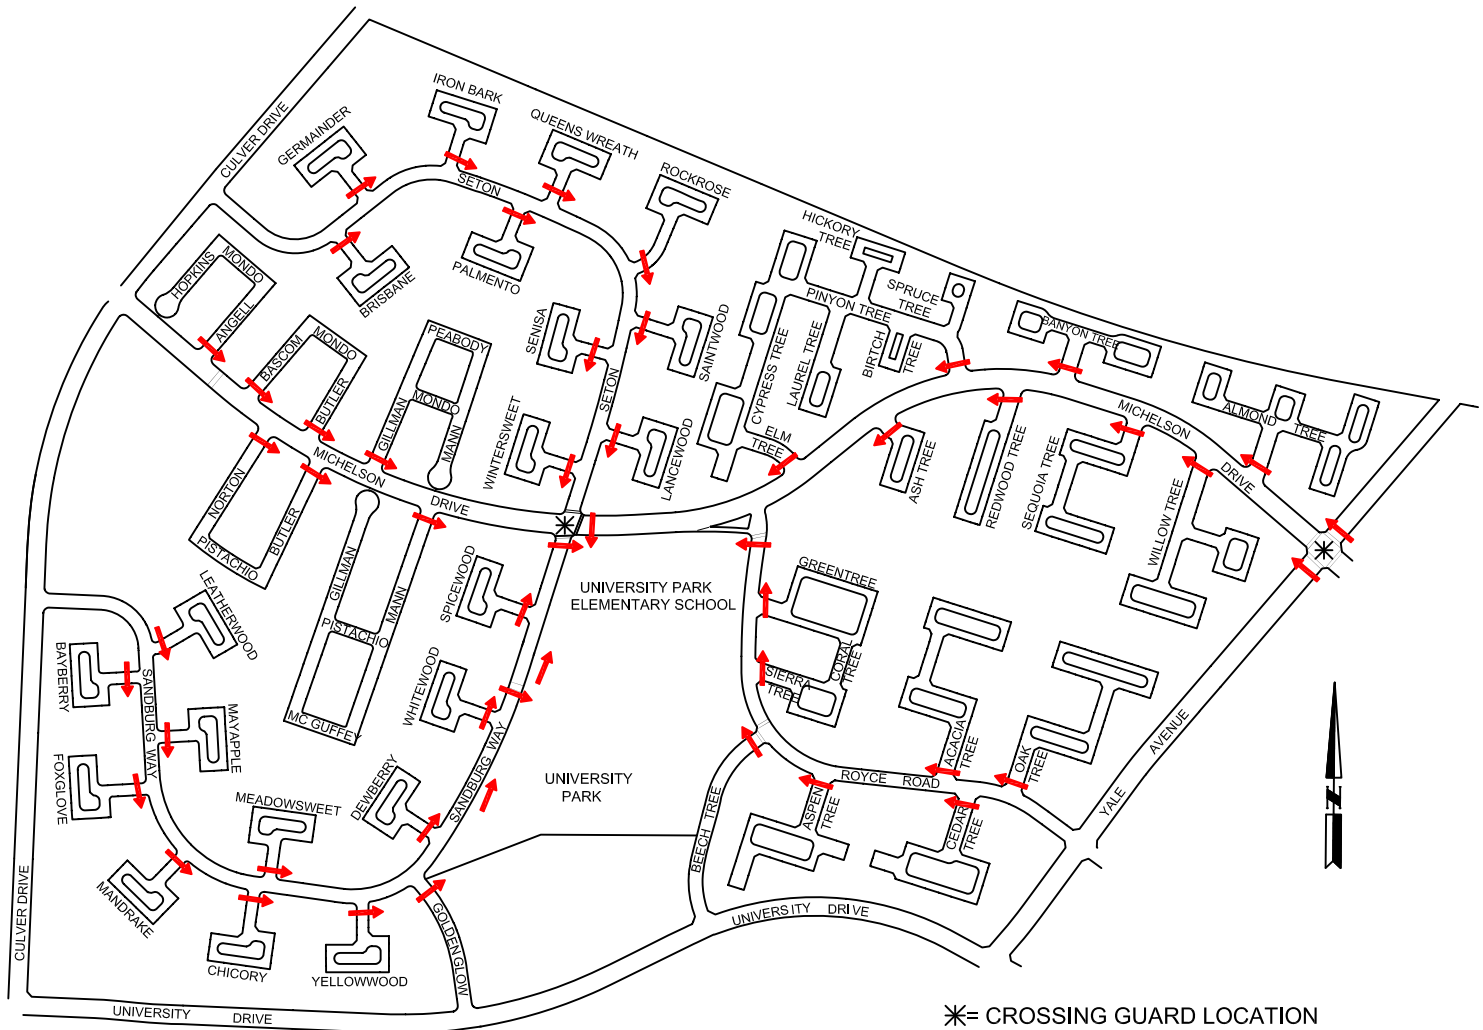 IRON BARK
CULVER DRIVE
GERMAINDER
QUEENS WREATH
ROCKROSE
SETON
HICKORY
TREE
PALMENTO
BRISBANE
HOPKINS
MONDO
ANGELL
PINYON TREE
SPRUCE
TREE
BANYON TREE
BASCOM
MONDO
BUTLER
PEABODY
GILLMAN
MONDO
MANN
SENISA
SAINTWOOD
SETON
CYPRESS TREE
LAUREL TREE
BIRTCH
TREE
ELM
TREE
MICHELSON
DRIVE
ALMOND
TREE
WINTERSWEET
LANCEWOOD
ASH TREE
REDWOOD TREE
SEQUOIA TREE
WILLOW TREE
MICHELSON
DRIVE
NORTON
BUTLER
PISTACHIO
GILLMAN
MANN
PISTACHIO
MC GUFFEY
SPICEWOOD
UNIVERSITY PARK
ELEMENTARY SCHOOL
GREENTREE
CORAL
TREE
SIERRA
TREE
LEATHERWOOD
BAYBERRY
SANDBURG WAY
MAYAPPLE
FOXGLOVE
WHITEWOOD
SANDBURG WAY
UNIVERSITY
PARK
ACACIA
TREE
OAK
TREE
ROYCE ROAD
YALE
AVENUE
MEADOWSWEET
DEWBERRY
ASPEN
TREE
CEDAR
TREE
BEECH TREE
MANDRAKE
CHICORY
YELLOWWOOD
GOLDENGLOW
UNIVERSITY DRIVE
CULVER DRIVE
UNIVERSITY DRIVE
N
= CROSSING GUARD LOCATION